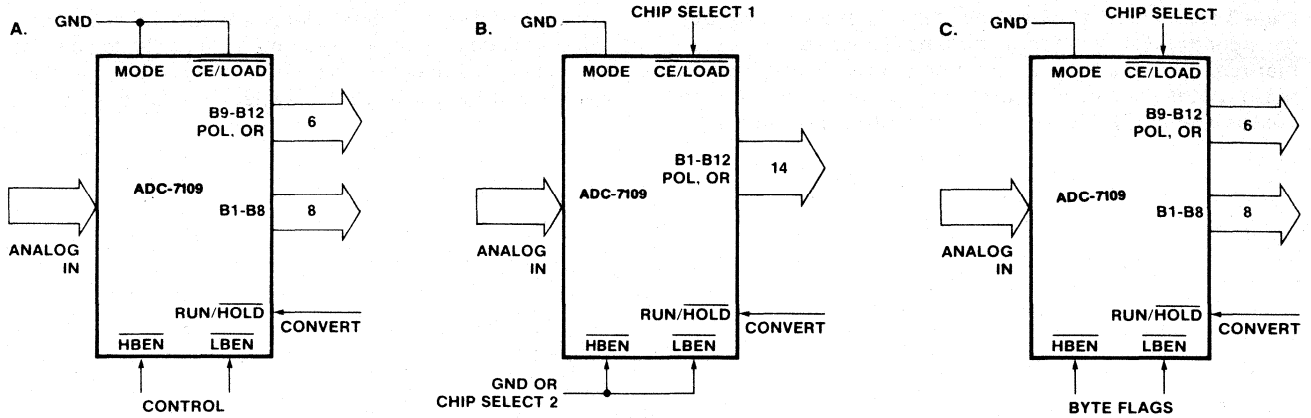 A.
GND
MODE CE/LOAD
B9-B12
POL, OR
6
ADC-7109
B1-B8
8
ANALOG
IN
RUN/HOLD
CONVERT
HBEN LBEN
CONTROL
B.
GND
CHIP SELECT 1
MODE CE/LOAD
B1-B12
POL, OR
14
ADC-7109
ANALOG
IN
RUN/HOLD
CONVERT
HBEN LBEN
GND OR
CHIP SELECT 2
C.
GND
CHIP SELECT
MODE CE/LOAD
B9-B12
POL, OR
6
ADC-7109
B1-B8
8
ANALOG
IN
RUN/HOLD
CONVERT
HBEN LBEN
BYTE FLAGS